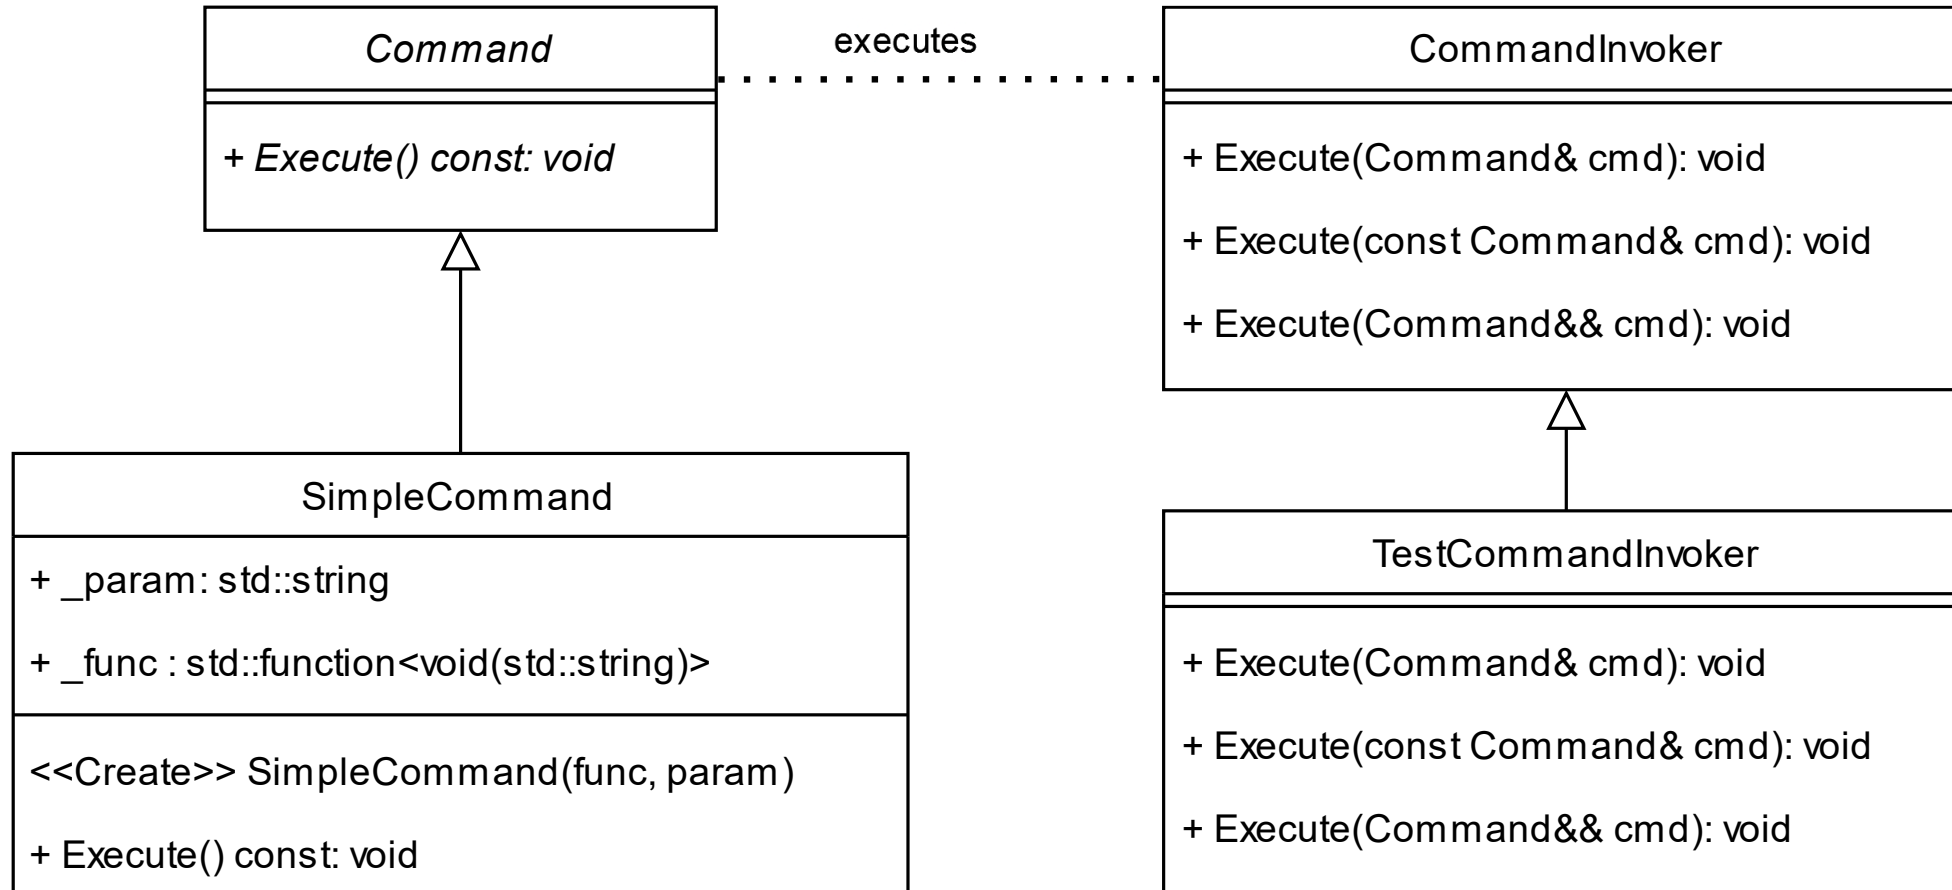 Command
+ Execute() const: void
executes
CommandInvoker
+ Execute(Command& cmd): void
+ Execute(const Command& cmd): void
+ Execute(Command&& cmd): void
SimpleCommand
+ _param: std::string
+ _func : std::function<void(std::string)>
<<Create>> SimpleCommand(func, param)
+ Execute() const: void
TestCommandInvoker
+ Execute(Command& cmd): void
+ Execute(const Command& cmd): void
+ Execute(Command&& cmd): void